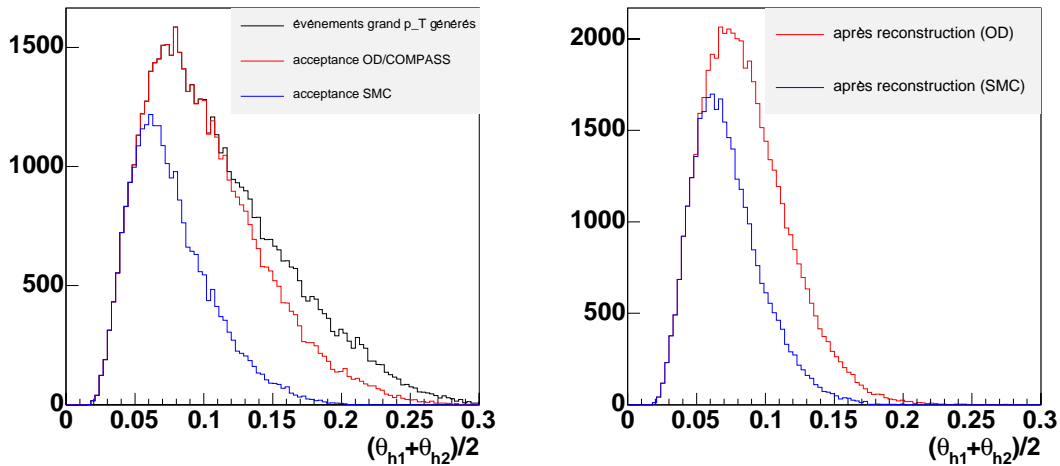 événements grand p_T générés
acceptance OD/COMPASS
acceptance SMC
1500
1000
500
0
0 0.05 0.1 0.15 0.2 0.25 0.3
(θh1+θh2)/2
après reconstruction (OD)
après reconstruction (SMC)
2000
1500
1000
500
0
0 0.05 0.1 0.15 0.2 0.25 0.3
(θh1+θh2)/2